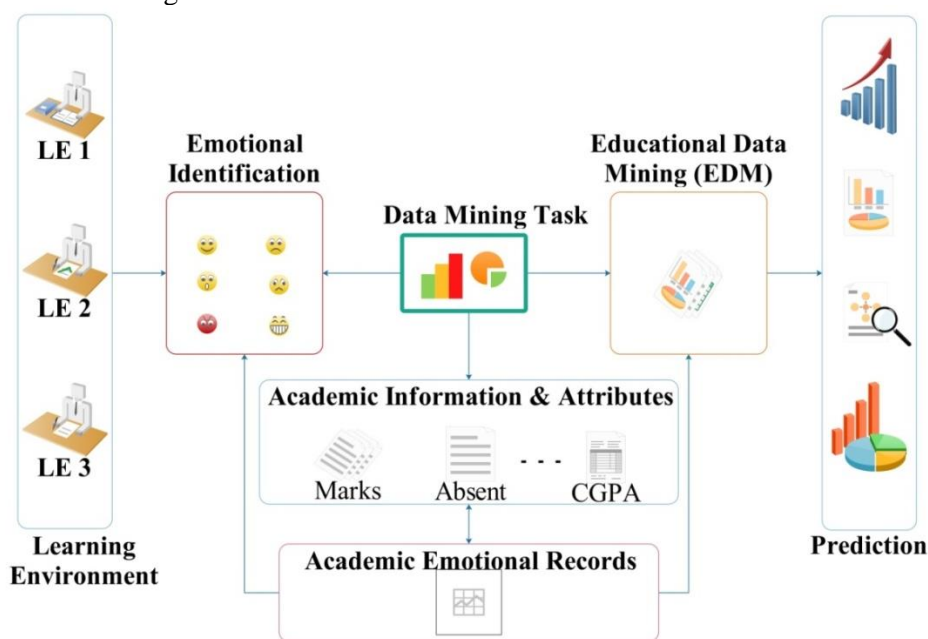 LE 1
LE 2
LE 3
Learning
Environment
Emotional
Identification
Data Mining Task
Educational Data
Mining (EDM)
Academic Information & Attributes
Marks
Absent
- - -
CGPA
Academic Emotional Records
Prediction